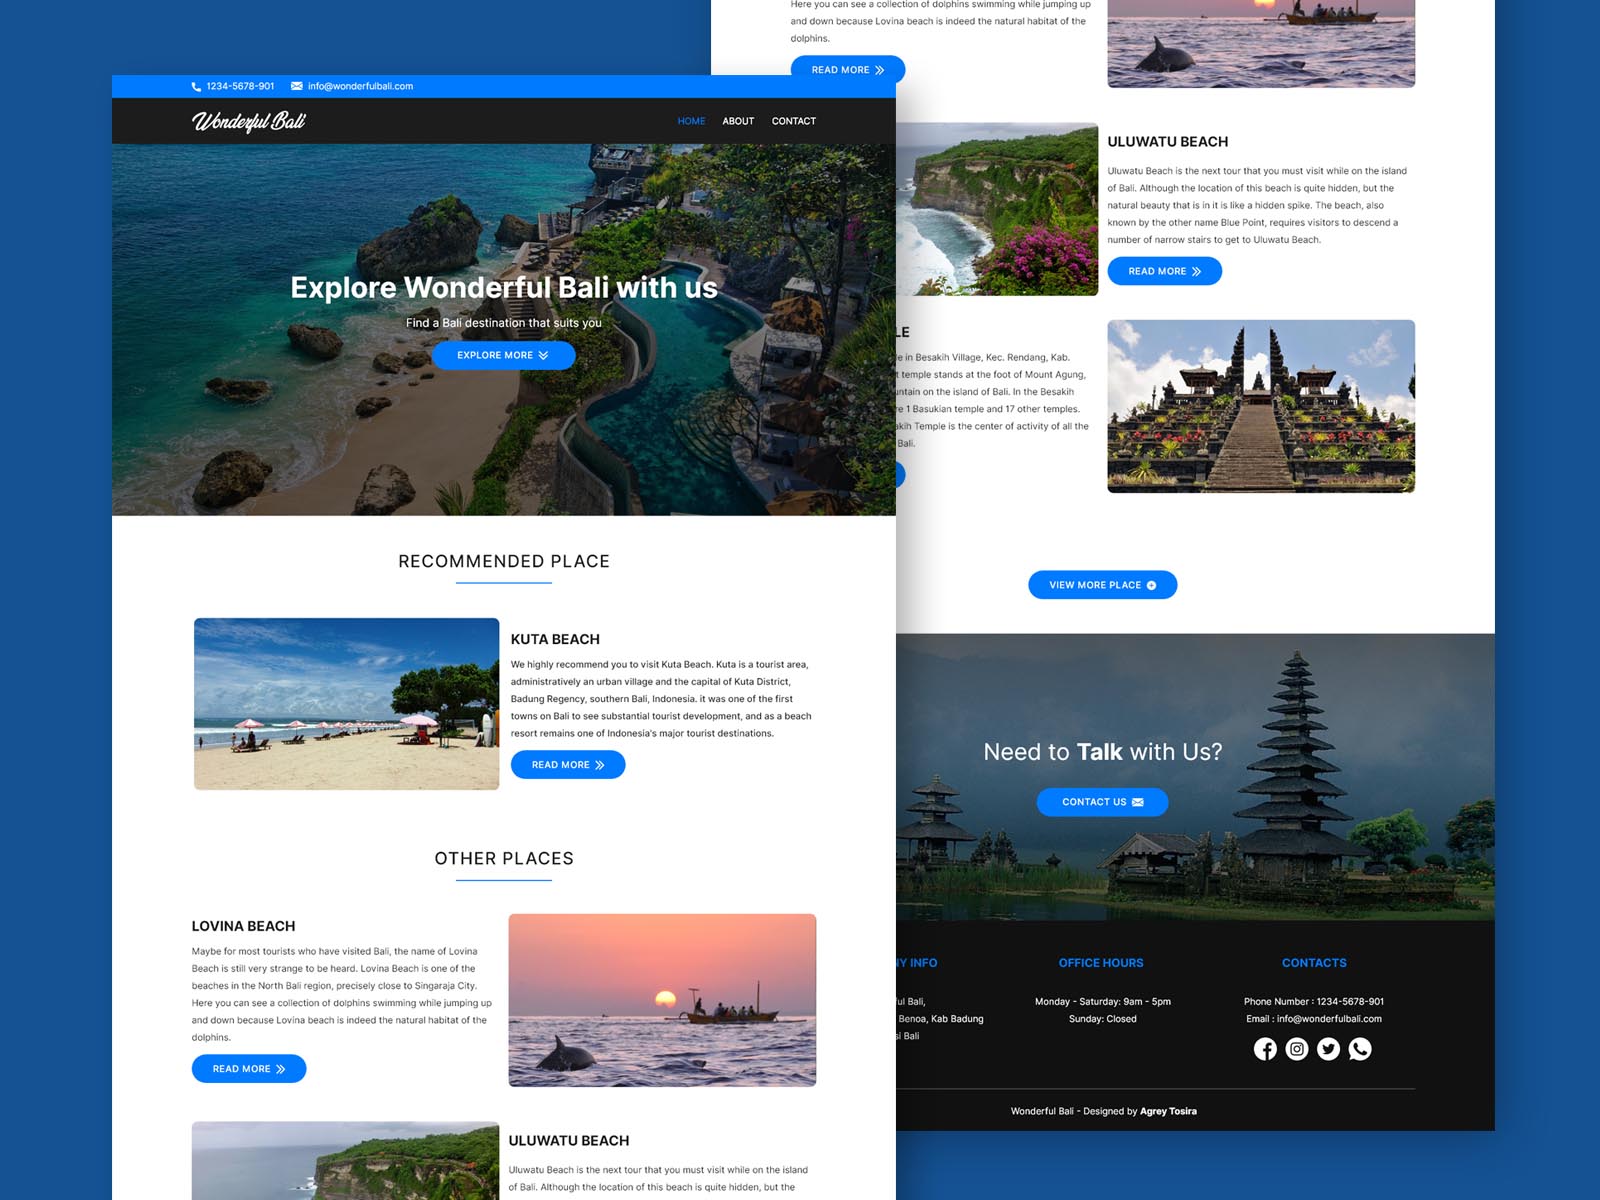 1234-5678-901 info@wonderfulbali.com
Wonderful Bali
HOME ABOUT CONTACT
Explore Wonderful Bali with us
Find a Bali destination that suits you
EXPLORE MORE
RECOMMENDED PLACE
KUTA BEACH
We highly recommend you to visit Kuta Beach. Kuta is a tourist area,
administratively an urban village and the capital of Kuta District,
Badung Regency, southern Bali, Indonesia. it was one of the first
towns on Bali to see substantial tourist development, and as a beach
resort remains one of Indonesia's major tourist destinations.
READ MORE
OTHER PLACES
LOVINA BEACH
Maybe for most tourists who have visited Bali, the name of Lovina
Beach is still very strange to be heard. Lovina Beach is one of the
beaches in the North Bali region, precisely close to Singaraja City.
Here you can see a collection of dolphins swimming while jumping up
and down because Lovina beach is indeed the natural habitat of the
dolphins.
READ MORE
ULUWATU BEACH
Uluwatu Beach is the next tour that you must visit while on the island
of Bali. Although the location of this beach is quite hidden, but the
Here you can see a collection of dolphins swimming while jumping up
and down because Lovina beach is indeed the natural habitat of the
dolphins.
READ MORE
ULUWATU BEACH
Uluwatu Beach is the next tour that you must visit while on the island
of Bali. Although the location of this beach is quite hidden, but the
natural beauty that is in it is like a hidden spike. The beach, also
known by the other name Blue Point, requires visitors to descend a
number of narrow stairs to get to Uluwatu Beach.
READ MORE
LE
le in Besakih Village, Kec. Rendang, Kab.
t temple stands at the foot of Mount Agung,
untain on the island of Bali. In the Besakih
re 1 Basukian temple and 17 other temples.
akih Temple is the center of activity of all the
Bali.
VIEW MORE PLACE
Need to Talk with Us?
CONTACT US
NY INFO
ful Bali,
Benoa, Kab Badung
si Bali
OFFICE HOURS
Monday - Saturday: 9am - 5pm
Sunday: Closed
CONTACTS
Phone Number : 1234-5678-901
Email : info@wonderfulbali.com
Wonderful Bali - Designed by Agrey Tosira